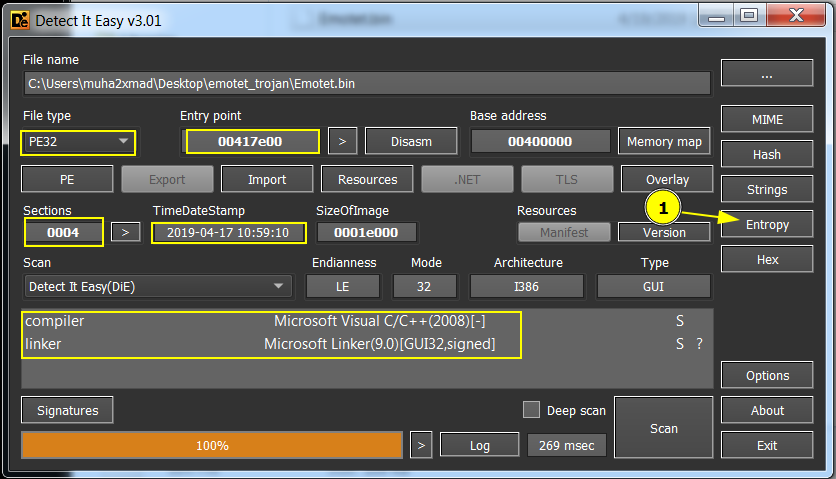 Detect It Easy v3.01
File name
C:\Users\muha2xmad\Desktop\emotet_trojan\Emotet.bin
...
File type Entry point Base address
PE32 00417e00 > Disasm 00400000 Memory map
MIME
PE Export Import Resources .NET TLS Overlay
Hash
Strings
Sections TimeDateStamp SizeOfImage Resources
1
0004 > 2019-04-17 10:59:10 0001e000 Manifest Version
Entropy
Scan Endianness Mode Architecture Type
Hex
Detect It Easy(DiE) LE 32 I386 GUI
compiler Microsoft Visual C/C++(2008)[-] S
linker Microsoft Linker(9.0)[GUI32,signed] S ?
Options
Signatures Deep scan Scan
About
100% > Log 269 msec
Exit